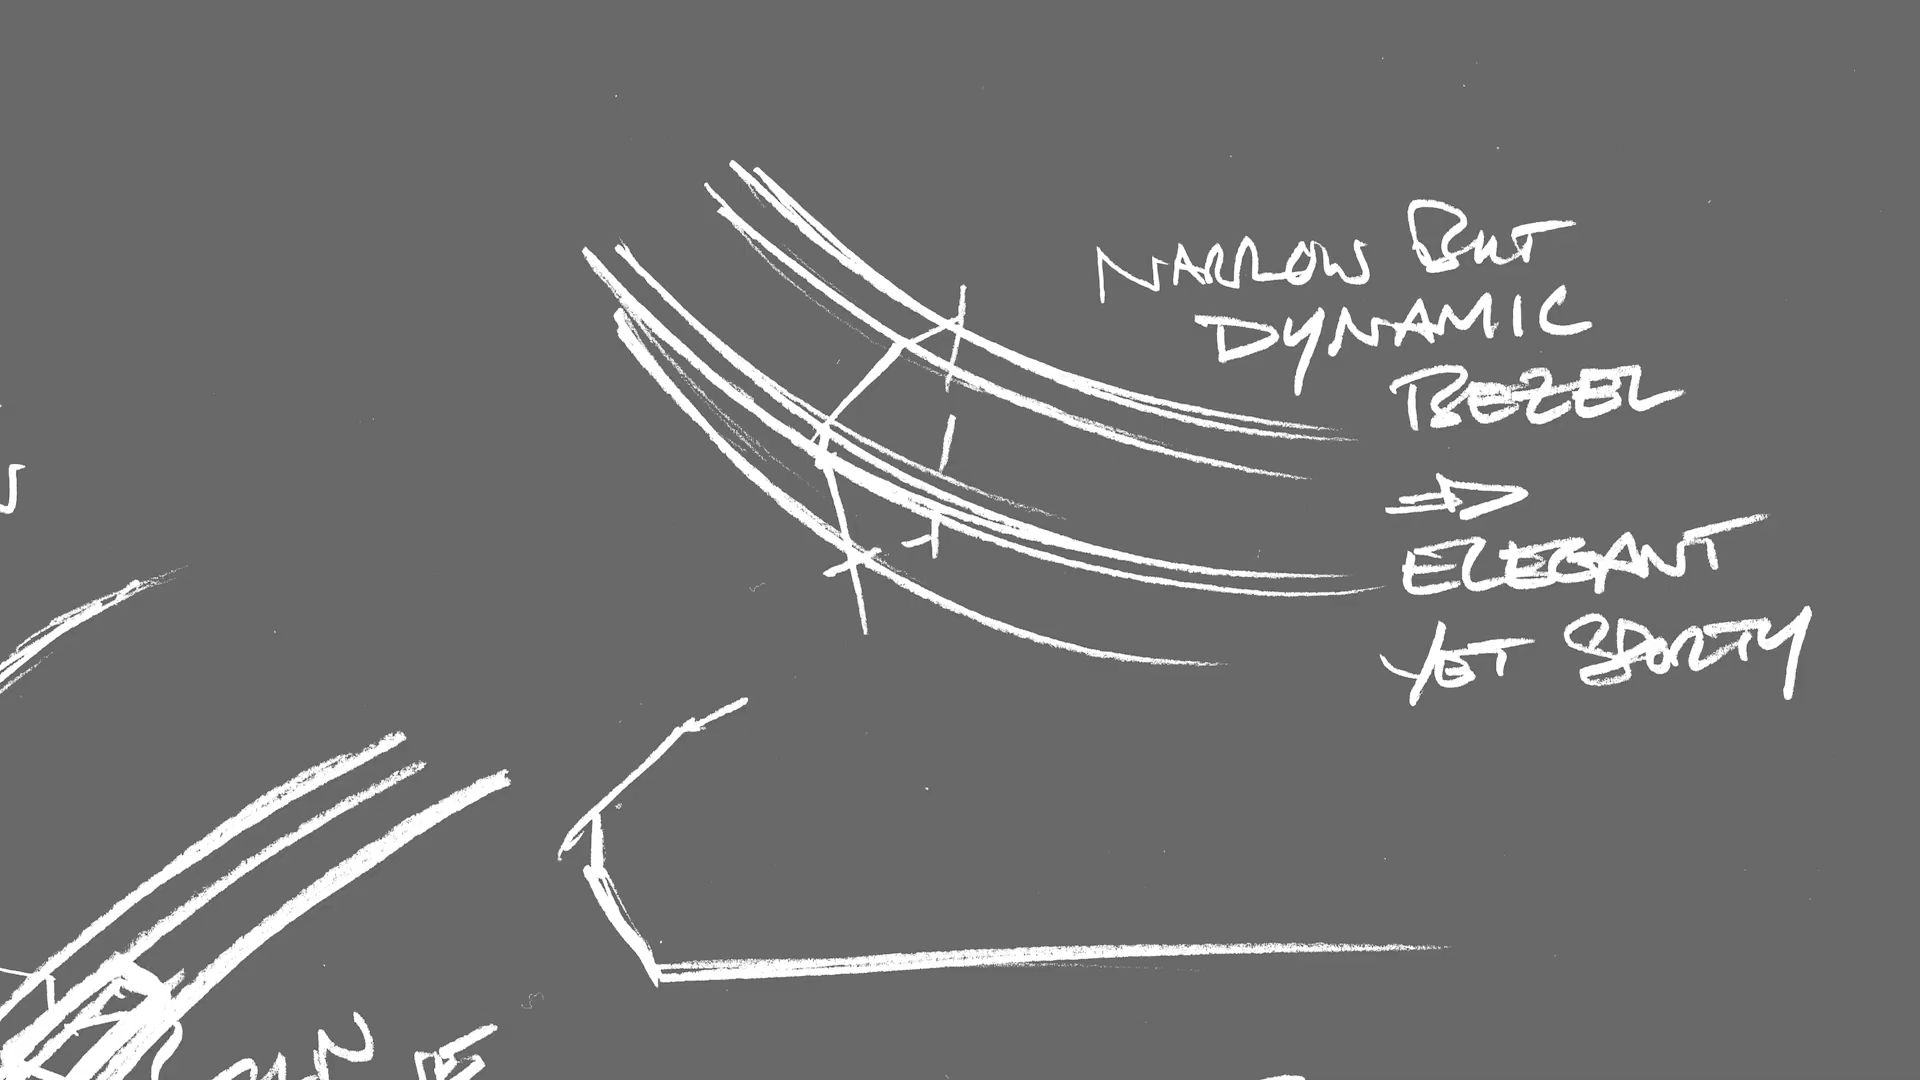 NARROW BUT
DYNAMIC
BEZEL
⇒
ELEGANT
YET SPORTY